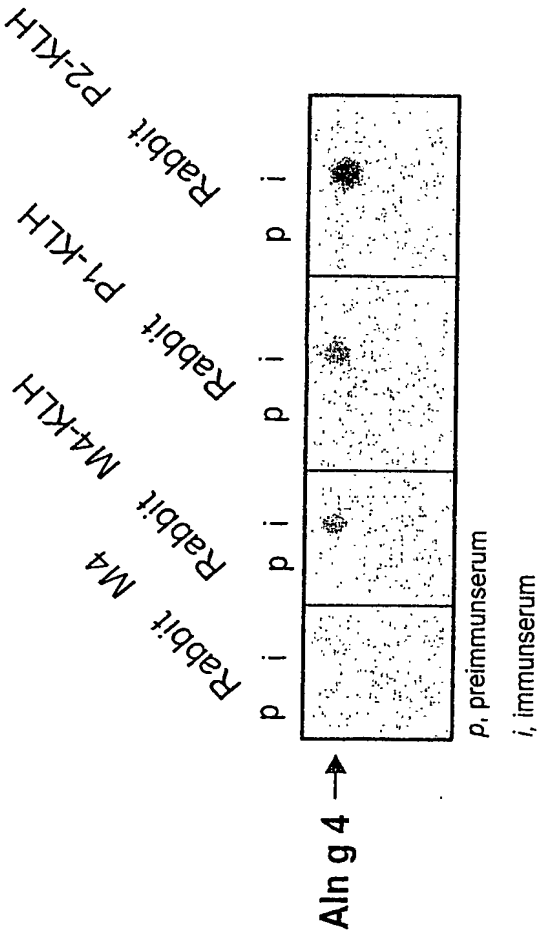 Rabbit M4
Rabbit M4-KLH
Rabbit P1-KLH
Rabbit P2-KLH
p i p i p i p i
Aln g 4
p, preimmunserum
i, immunserum